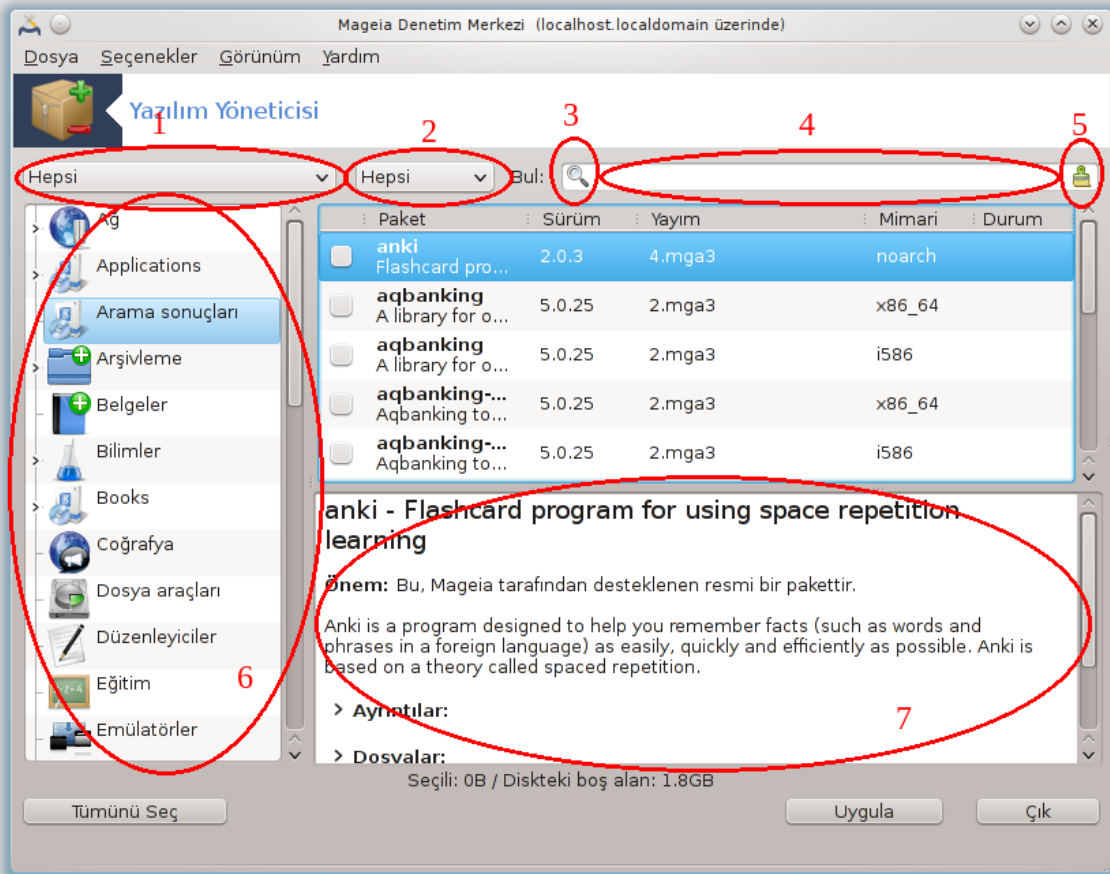 Mageia Denetim Merkezi (localhost.localdomain üzerinde)
Dosya Seçenekler Görünüm Yardım
Yazılım Yöneticisi
1 2 3 4 5
Hepsi Hepsi Bul:
Ağ
Applications
Arama sonuçları
Arşivleme
Belgeler
Bilimler
Books
Coğrafya
Dosya araçları
Düzenleyiciler
Eğitim
6
Emülatörler
Paket Sürüm Yayım Mimari Durum
anki 2.0.3 4.mga3 noarch
Flashcard pro...
aqbanking 5.0.25 2.mga3 x86_64
A library for o...
aqbanking 5.0.25 2.mga3 i586
A library for o...
aqbanking-... 5.0.25 2.mga3 x86_64
Aqbanking to...
aqbanking-... 5.0.25 2.mga3 i586
Aqbanking to...
anki - Flashcard program for using space repetition
learning
Önem: Bu, Mageia tarafından desteklenen resmi bir pakettir.
Anki is a program designed to help you remember facts (such as words and
phrases in a foreign language) as easily, quickly and efficiently as possible. Anki is
based on a theory called spaced repetition.
Ayrıntılar:
7
Dosyalar:
Seçili: 0B / Diskteki boş alan: 1.8GB
Tümünü Seç Uygula Çık